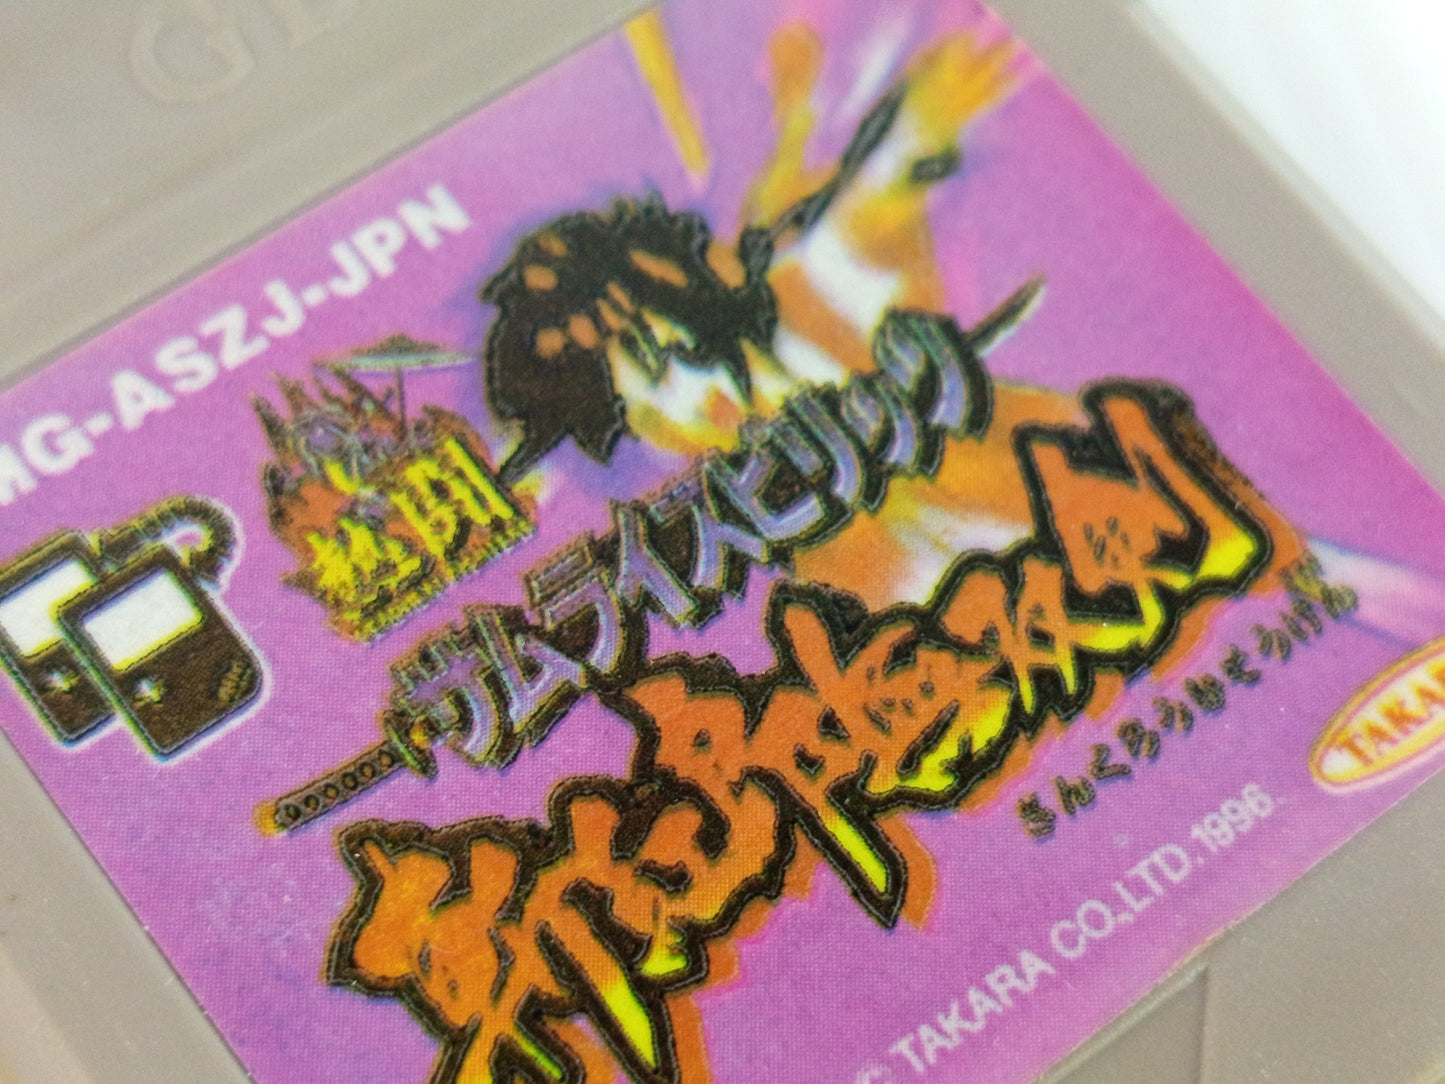 MG-ASZJ-JPN
熱闘
サムライスピリッツ
斬紅郎無双剣
ざんくろうむそうけん
TAKAR
© TAKARA CO.,LTD.1996